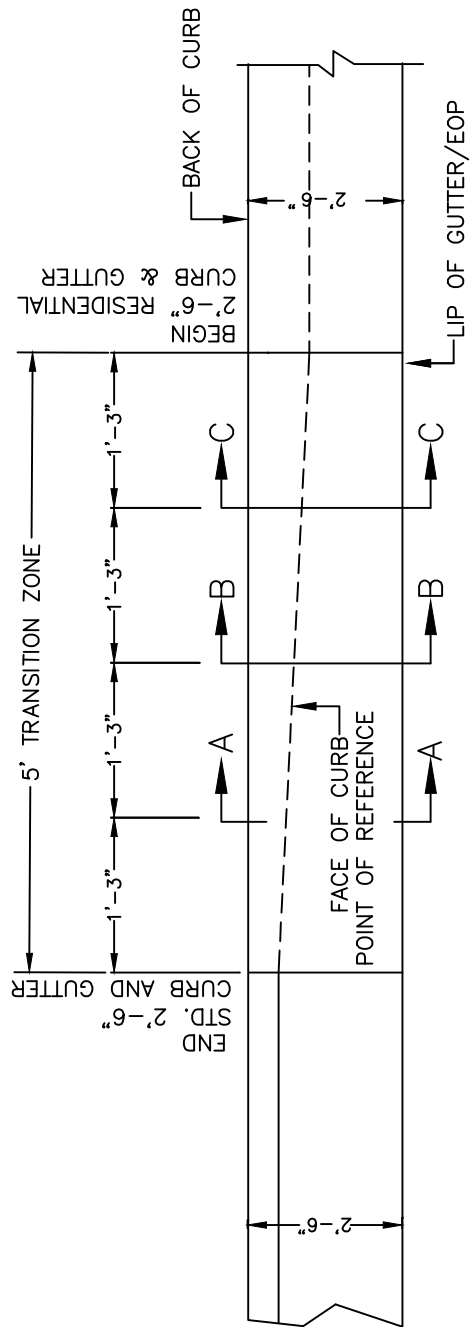 5' TRANSITION ZONE
1'-3"
1'-3"
1'-3"
1'-3"
END
STD. 2'-6"
CURB AND GUTTER
BEGIN
2'-6" RESIDENTIAL
CURB & GUTTER
BACK OF CURB
A
B
C
2'-6"
2'-6"
FACE OF CURB
POINT OF REFERENCE
A
B
C
LIP OF GUTTER/EOP